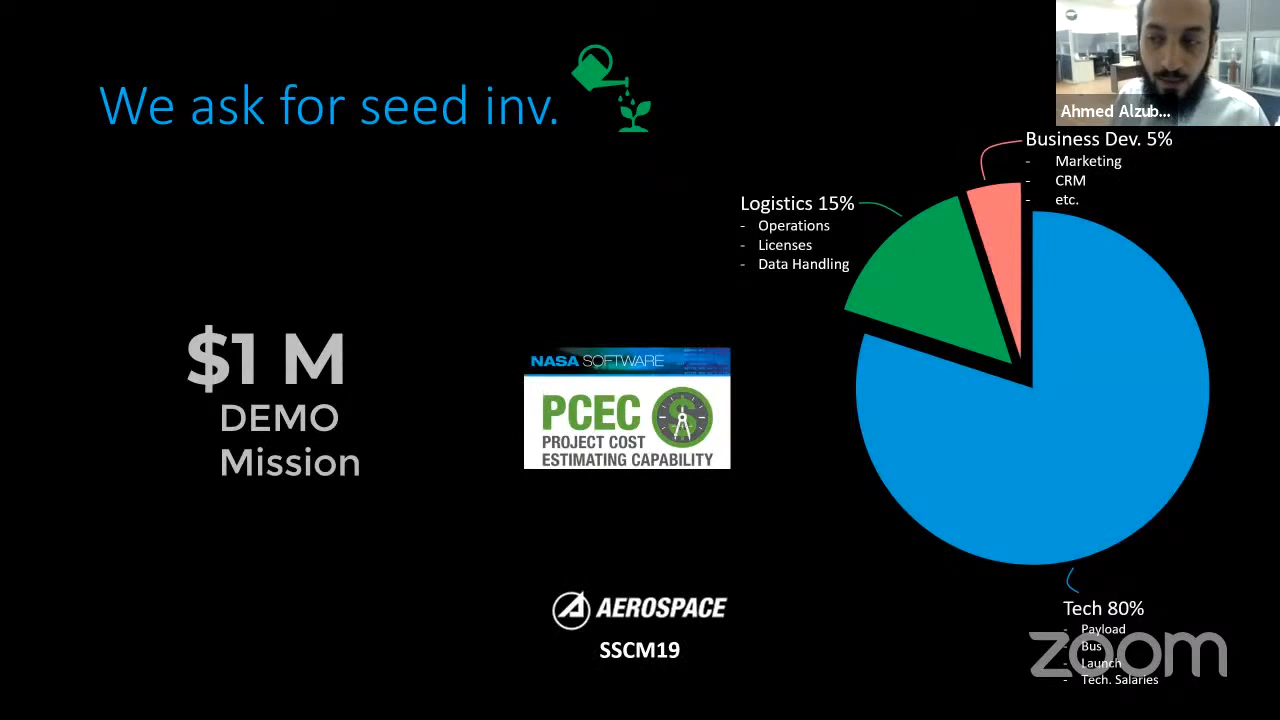 We ask for seed inv.
Ahmed Alzub...
Business Dev. 5%
- Marketing
- CRM
- etc.
Logistics 15%
- Operations
- Licenses
- Data Handling
$1 M
DEMO
Mission
NASA SOFTWARE
PCEC
PROJECT COST
ESTIMATING CAPABILITY
AEROSPACE
SSCM19
Tech 80%
- Payload
- Bus
- Launch
- Tech. Salaries
zoom